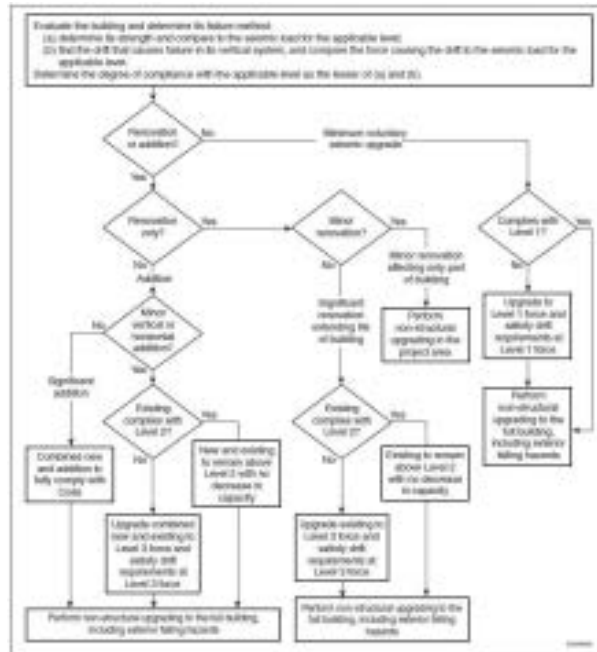 Evaluate the building and determine its failure method:
(a) determine its strength and compare to the seismic load for the applicable level;
(b) find the drift that causes failure in its vertical system, and compare the force causing the drift to the seismic load for the
applicable level.
Determine the degree of compliance with the applicable level as the lesser of (a) and (b).
Renovation
or addition?
No
Minimum voluntary
seismic upgrade
Yes
Renovation
only?
Yes
Minor
renovation?
Yes
Complies with
Level 1?
Yes
No
Addition
No
Minor renovation
affecting only part
of building
No
Minor
vertical or
horizontal
addition?
No
Significant
renovation
extending life
of building
Perform
non-structural
upgrading in the
project area
Upgrade to
Level 1 force and
satisfy drift
requirements at
Level 1 force
Significant
addition
Yes
Existing
complies with
Level 2?
Yes
Existing
complies with
Level 2?
Yes
Perform
non-structural
upgrading to the
full building,
including exterior
falling hazards
Combines new
and addition to
fully comply with
Code
No
New and existing
to remain above
Level 2 with no
decrease to
capacity
No
Existing to remain
above Level 2
with no decrease
to capacity
Upgrade combined
new and existing to
Level 3 force and
satisfy drift
requirements at
Level 3 force
Upgrade existing to
Level 3 force
and satisfy drift
requirements at
Level 3 force
Perform non-structural upgrading to the full building,
including exterior falling hazards
Perform non-structural upgrading to the
full building, including exterior falling hazards